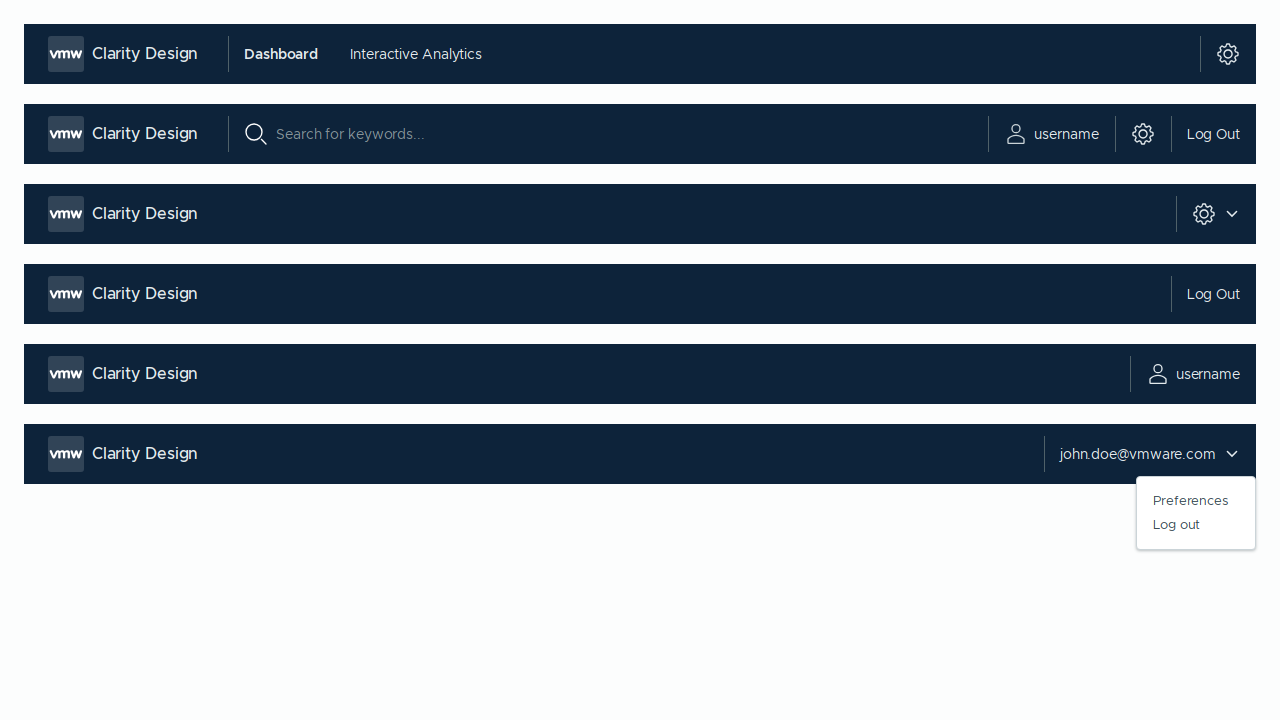 vmw Clarity Design Dashboard Interactive Analytics
vmw Clarity Design Search for keywords... username Log Out
vmw Clarity Design
vmw Clarity Design Log Out
vmw Clarity Design username
vmw Clarity Design john.doe@vmware.com
Preferences
Log out